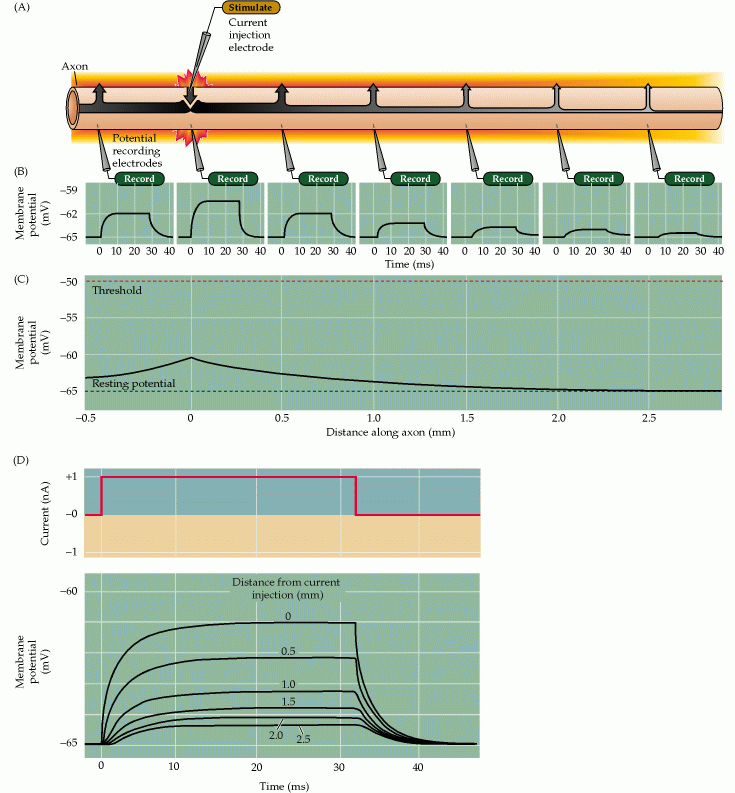 (A)
Stimulate
Current
injection
electrode
Axon
Potential
recording
electrodes
(B)
Record Record Record Record Record Record Record
Membrane
potential
(mV)
−59
−62
−65
0 10 20 30 40 0 10 20 30 40 0 10 20 30 40 0 10 20 30 40 0 10 20 30 40 0 10 20 30 40 0 10 20 30 40
Time (ms)
(C)
Membrane
potential
(mV)
−50
Threshold
−55
−60
Resting potential
−65
−0.5 0 0.5 1.0 1.5 2.0 2.5
Distance along axon (mm)
(D)
Current (nA)
+1
−0
−1
Membrane
potential
(mV)
−60
Distance from current
injection (mm)
0
0.5
1.0
1.5
2.0 2.5
−65
0 10 20 30 40
Time (ms)